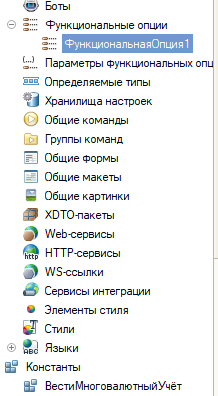 Боты
Функциональные опции
ФункциональнаяОпция1
Параметры функциональных опц
Определяемые типы
Хранилища настроек
Общие команды
Группы команд
Общие формы
Общие макеты
Общие картинки
XDTO-пакеты
Web-сервисы
HTTP-сервисы
WS-ссылки
Сервисы интеграции
Элементы стиля
Стили
Языки
Константы
ВестиМноговалютныйУчёт